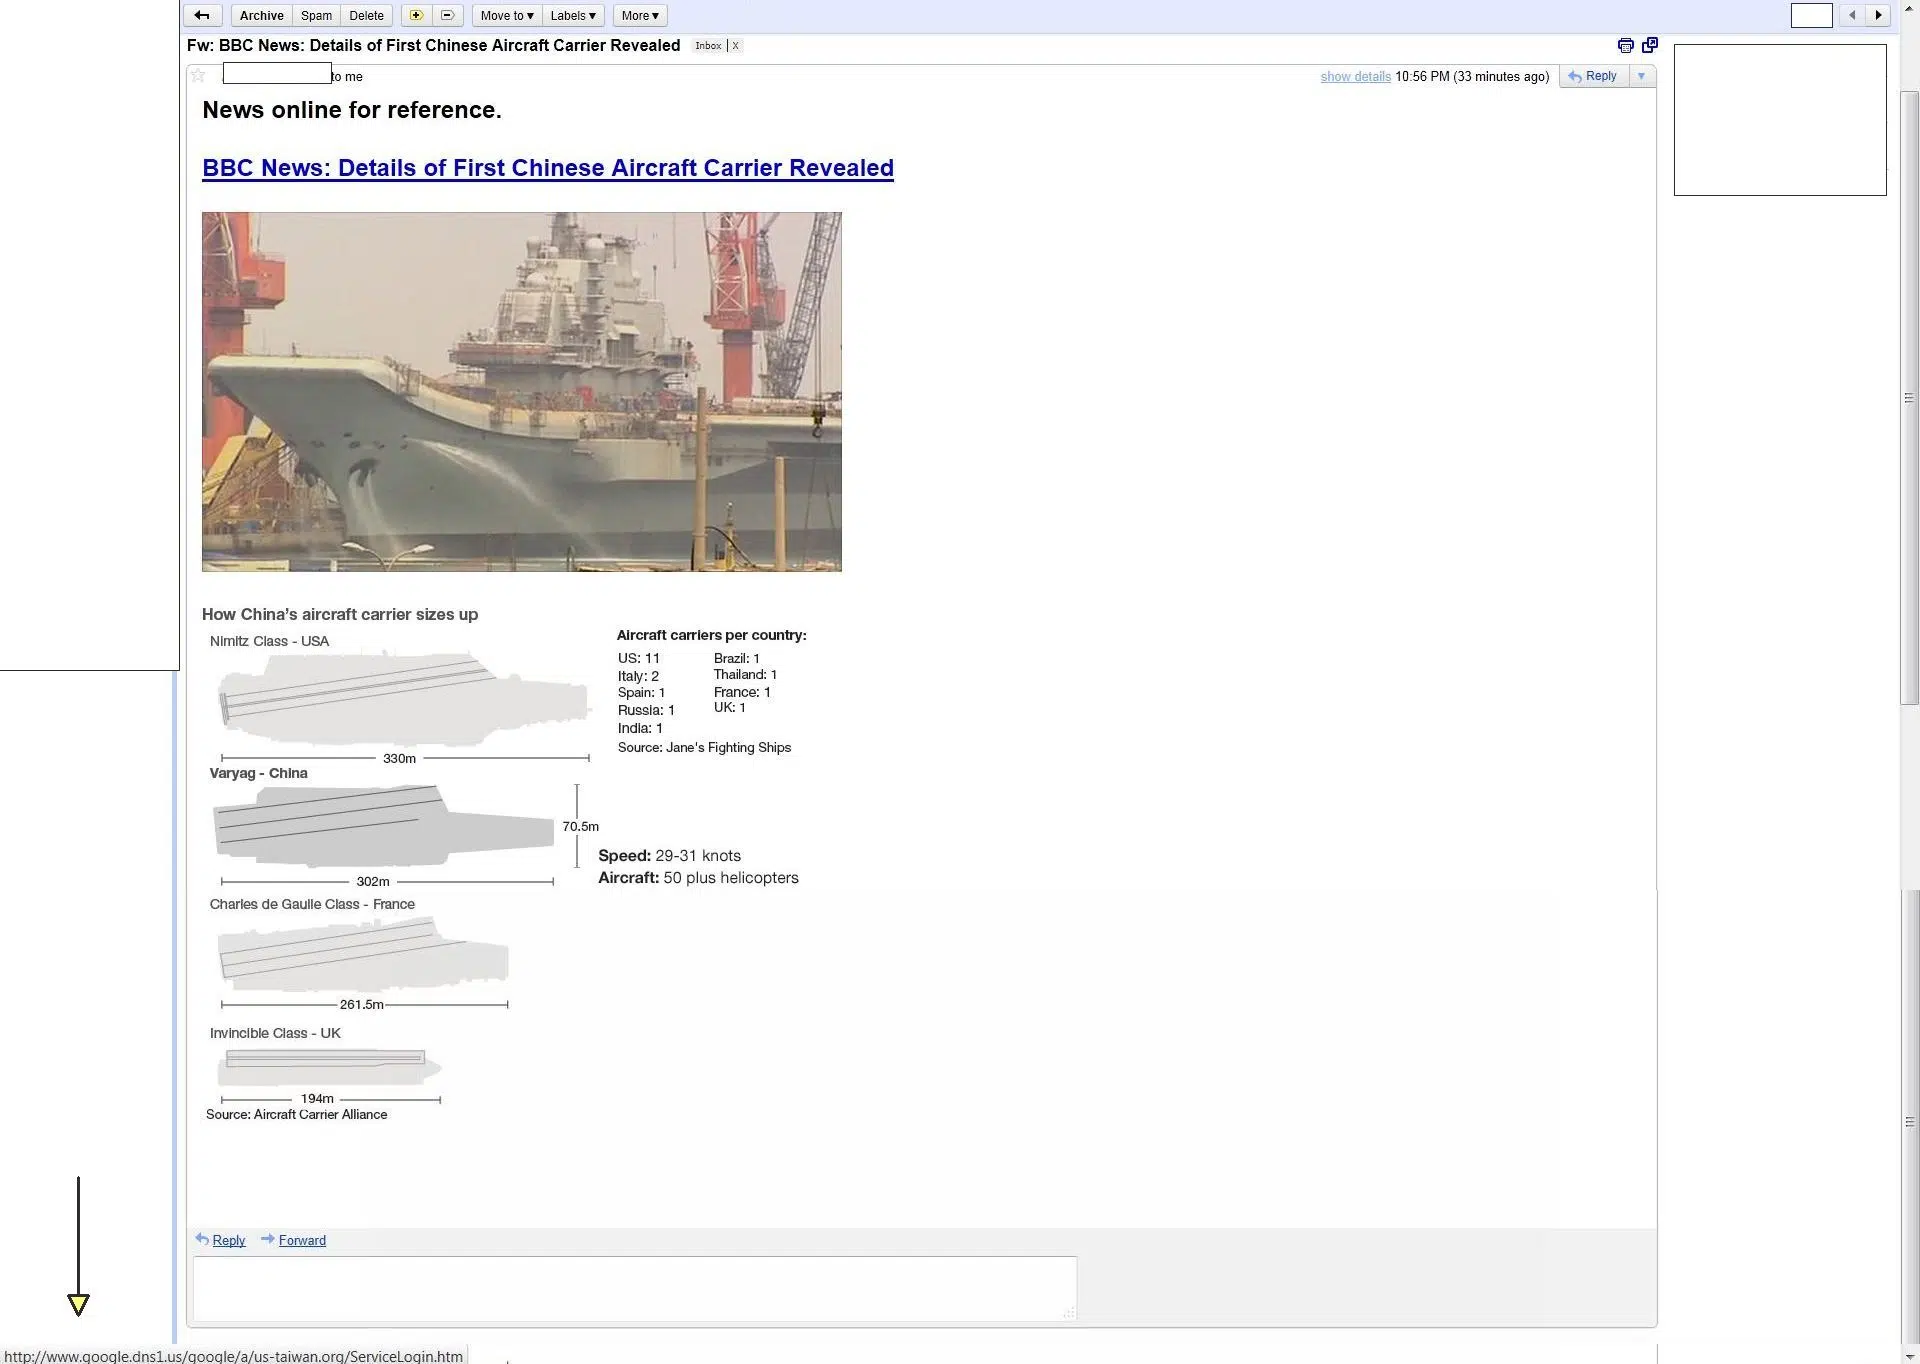 Archive Spam Delete Move to ▾ Labels ▾ More ▾
Fw: BBC News: Details of First Chinese Aircraft Carrier Revealed Inbox | X
to me show details 10:56 PM (33 minutes ago) Reply
News online for reference.
BBC News: Details of First Chinese Aircraft Carrier Revealed
How China's aircraft carrier sizes up
Nimitz Class - USA
330m
Aircraft carriers per country:
US: 11 Brazil: 1
Italy: 2 Thailand: 1
Spain: 1 France: 1
Russia: 1 UK: 1
India: 1
Source: Jane's Fighting Ships
Varyag - China
70.5m
302m
Speed: 29-31 knots
Aircraft: 50 plus helicopters
Charles de Gaulle Class - France
261.5m
Invincible Class - UK
194m
Source: Aircraft Carrier Alliance
Reply Forward
http://www.google.dns1.us/google/a/us-taiwan.org/ServiceLogin.htm